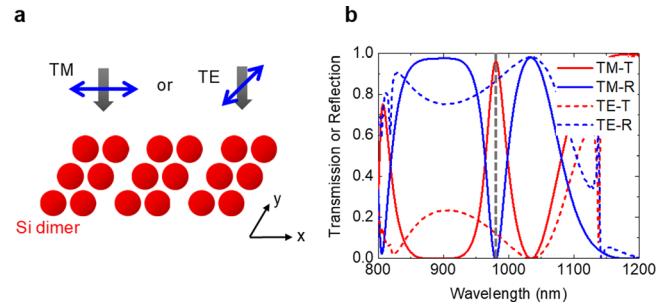 a
TM
or
TE
y
x
Si dimer
b
Transmission or Reflection
1.0
0.8
0.6
0.4
0.2
0.0
TM-T
TM-R
TE-T
TE-R
800
900
1000
1100
1200
Wavelength (nm)